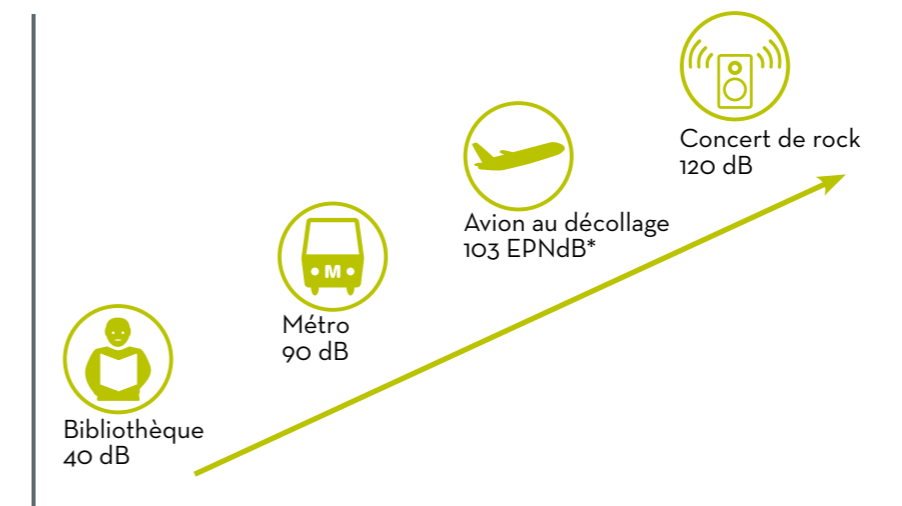 Concert de rock
120 dB
Avion au décollage
103 EPNdB*
M
Métro
90 dB
Bibliothèque
40 dB